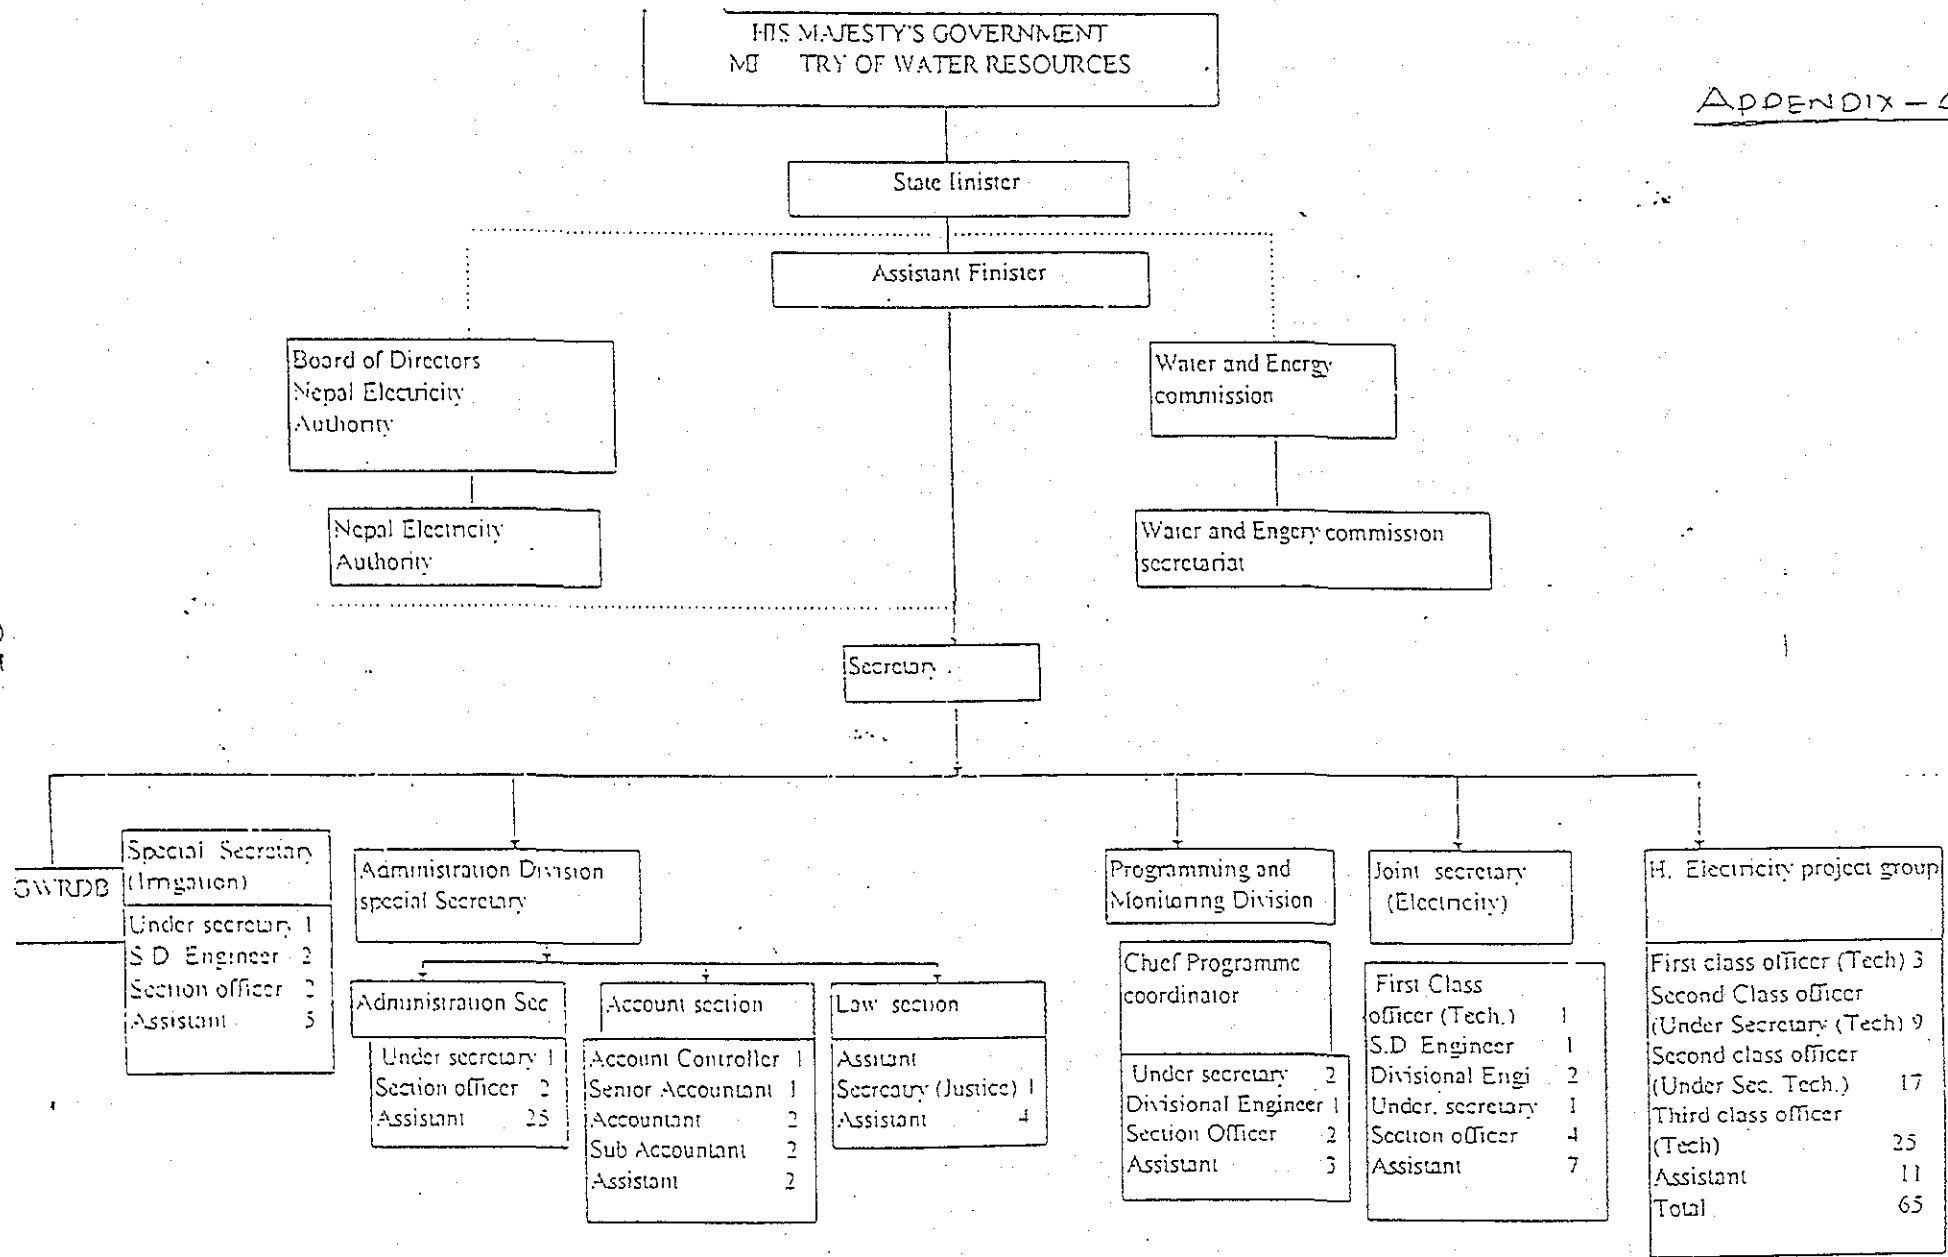 HIS MAJESTY'S GOVERNMENT
MI TRY OF WATER RESOURCES
APPENDIX -
State finister
Assistant Finister
Board of Directors
Nepal Electricity
Authority
Water and Energy
commission
Nepal Electricity
Authority
Water and Engery commission
secretariat
Secretary
GWRDB
Special Secretary
(Irrigation)
Under secretary 1
S D Engineer 2
Section officer 2
Assistant 5
Administration Division
special Secretary
Administration Sec
Under secretary 1
Section officer 2
Assistant 25
Account section
Account Controller 1
Senior Accountant 1
Accountant 2
Sub Accountant 2
Assistant 2
Law section
Assitant
Secreatry (Justice) 1
Assistant 4
Programming and
Monitoring Division
Chief Programme
coordinator
Under secretary 2
Divisional Engineer 1
Section Officer 2
Assistant 3
Joint secretary
(Electricity)
First Class
officer (Tech.) 1
S.D Engineer 1
Divisional Engi 2
Under. secretary 1
Section officer 4
Assistant 7
H. Electricity project group
First class officer (Tech) 3
Second Class officer
(Under Secretary (Tech) 9
Second class officer
(Under Sec. Tech.) 17
Third class officer
(Tech) 25
Assistant 11
Total 65